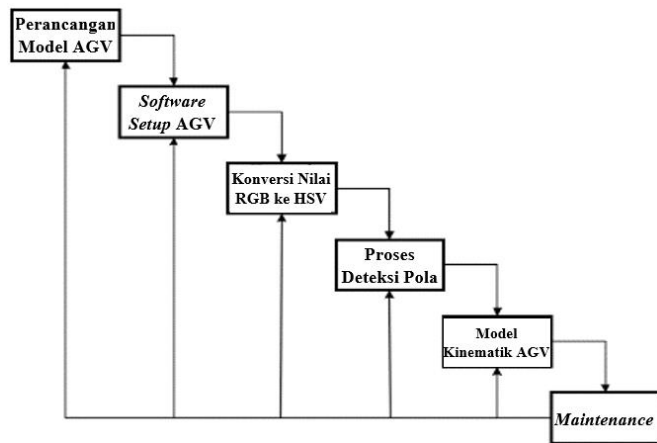 Perancangan
Model AGV
Software
Setup AGV
Konversi Nilai
RGB ke HSV
Proses
Deteksi Pola
Model
Kinematik AGV
Maintenance